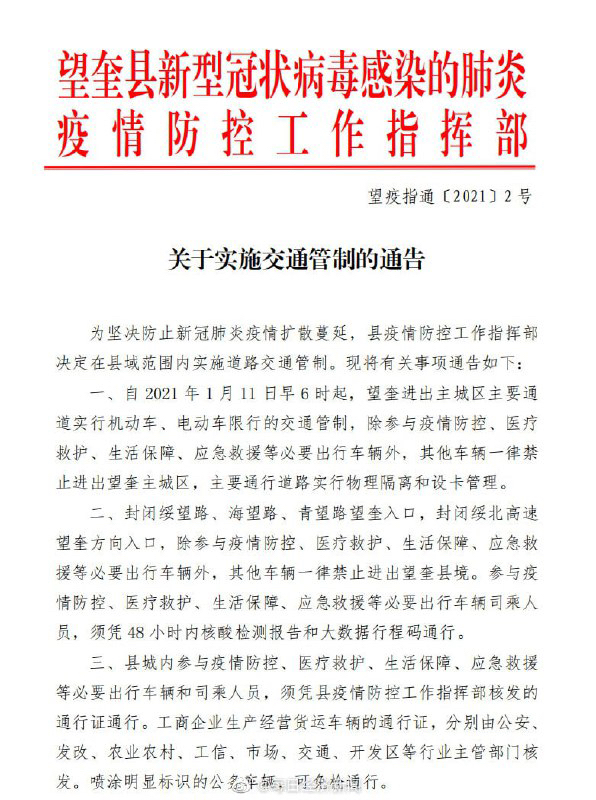 望奎县新型冠状病毒感染的肺炎
疫情防控工作指挥部
望疫指通〔2021〕2号
关于实施交通管制的通告
为坚决防止新冠肺炎疫情扩散蔓延，县疫情防控工作指挥部
决定在县域范围内实施道路交通管制。现将有关事项通告如下：
一、自 2021 年 1 月 11 日早 6 时起，望奎进出主城区主要通
道实行机动车、电动车限行的交通管制，除参与疫情防控、医疗
救护、生活保障、应急救援等必要出行车辆外，其他车辆一律禁
止进出望奎主城区，主要通行道路实行物理隔离和设卡管理。
二、封闭绥望路、海望路、青望路望奎入口，封闭绥北高速
望奎方向入口，除参与疫情防控、医疗救护、生活保障、应急救
援等必要出行车辆外，其他车辆一律禁止进出望奎县境。参与疫
情防控、医疗救护、生活保障、应急救援等必要出行车辆司乘人
员，须凭 48 小时内核酸检测报告和大数据行程码通行。
三、县城内参与疫情防控、医疗救护、生活保障、应急救援
等必要出行车辆和司乘人员，须凭县疫情防控工作指挥部核发的
通行证通行。工商企业生产经营货运车辆的通行证，分别由公安、
发改、农业农村、工信、市场、交通、开发区等行业主管部门核
发。喷涂明显标识的公务车辆，可免检通行。
@每日经济新闻